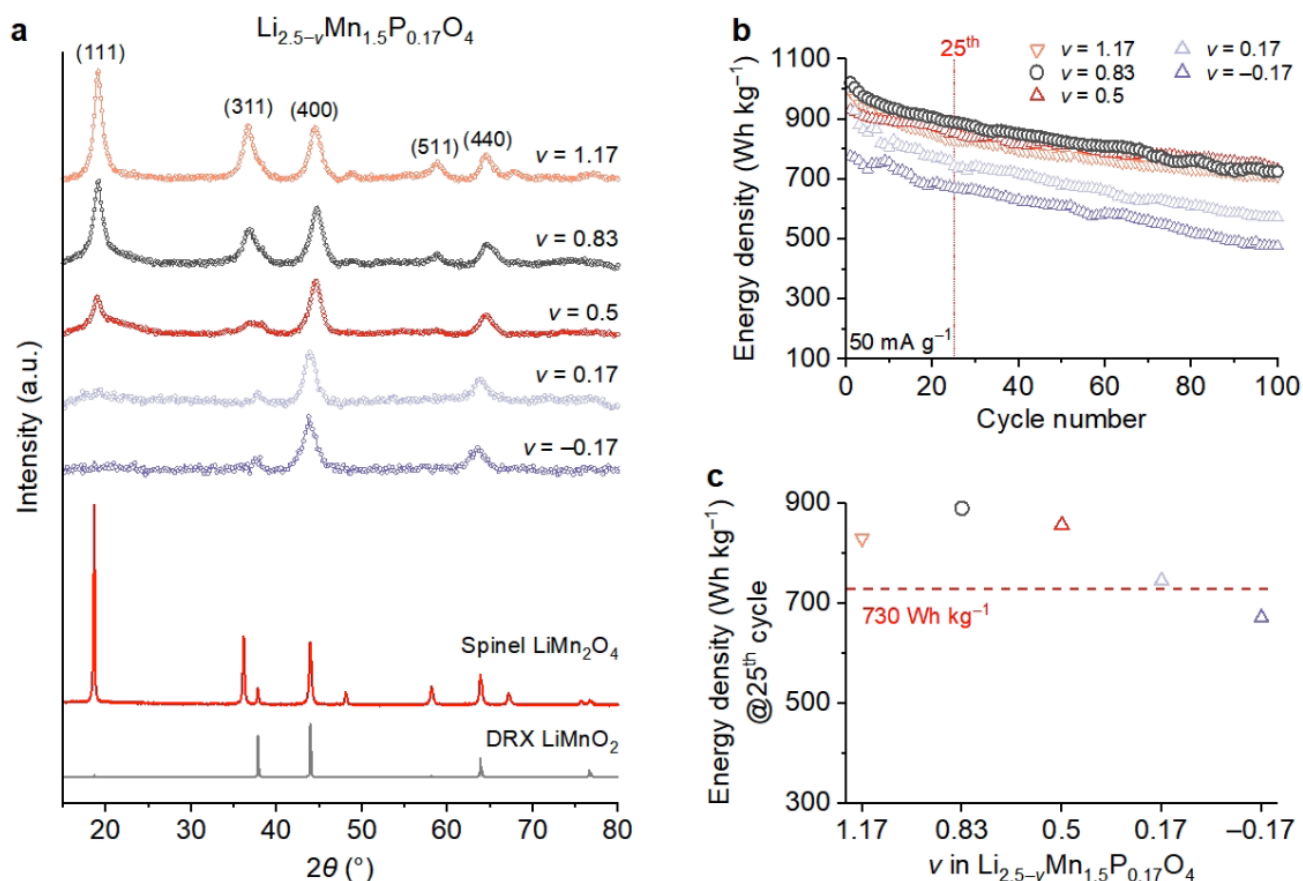 a
Li₂.₅₋ᵥMn₁.₅P₀.₁₇O₄
(111)
(311)
(400)
(511)
(440)
v = 1.17
v = 0.83
v = 0.5
v = 0.17
v = –0.17
Spinel LiMn₂O₄
DRX LiMnO₂
Intensity (a.u.)
20 30 40 50 60 70 80
2θ (°)
b
25ᵗʰ
v = 1.17
v = 0.83
v = 0.5
v = 0.17
v = –0.17
Energy density (Wh kg⁻¹)
1100
900
700
500
300
100
50 mA g⁻¹
0 20 40 60 80 100
Cycle number
c
Energy density (Wh kg⁻¹)
@25ᵗʰ cycle
900
700
500
300
730 Wh kg⁻¹
1.17 0.83 0.5 0.17 –0.17
v in Li₂.₅₋ᵥMn₁.₅P₀.₁₇O₄